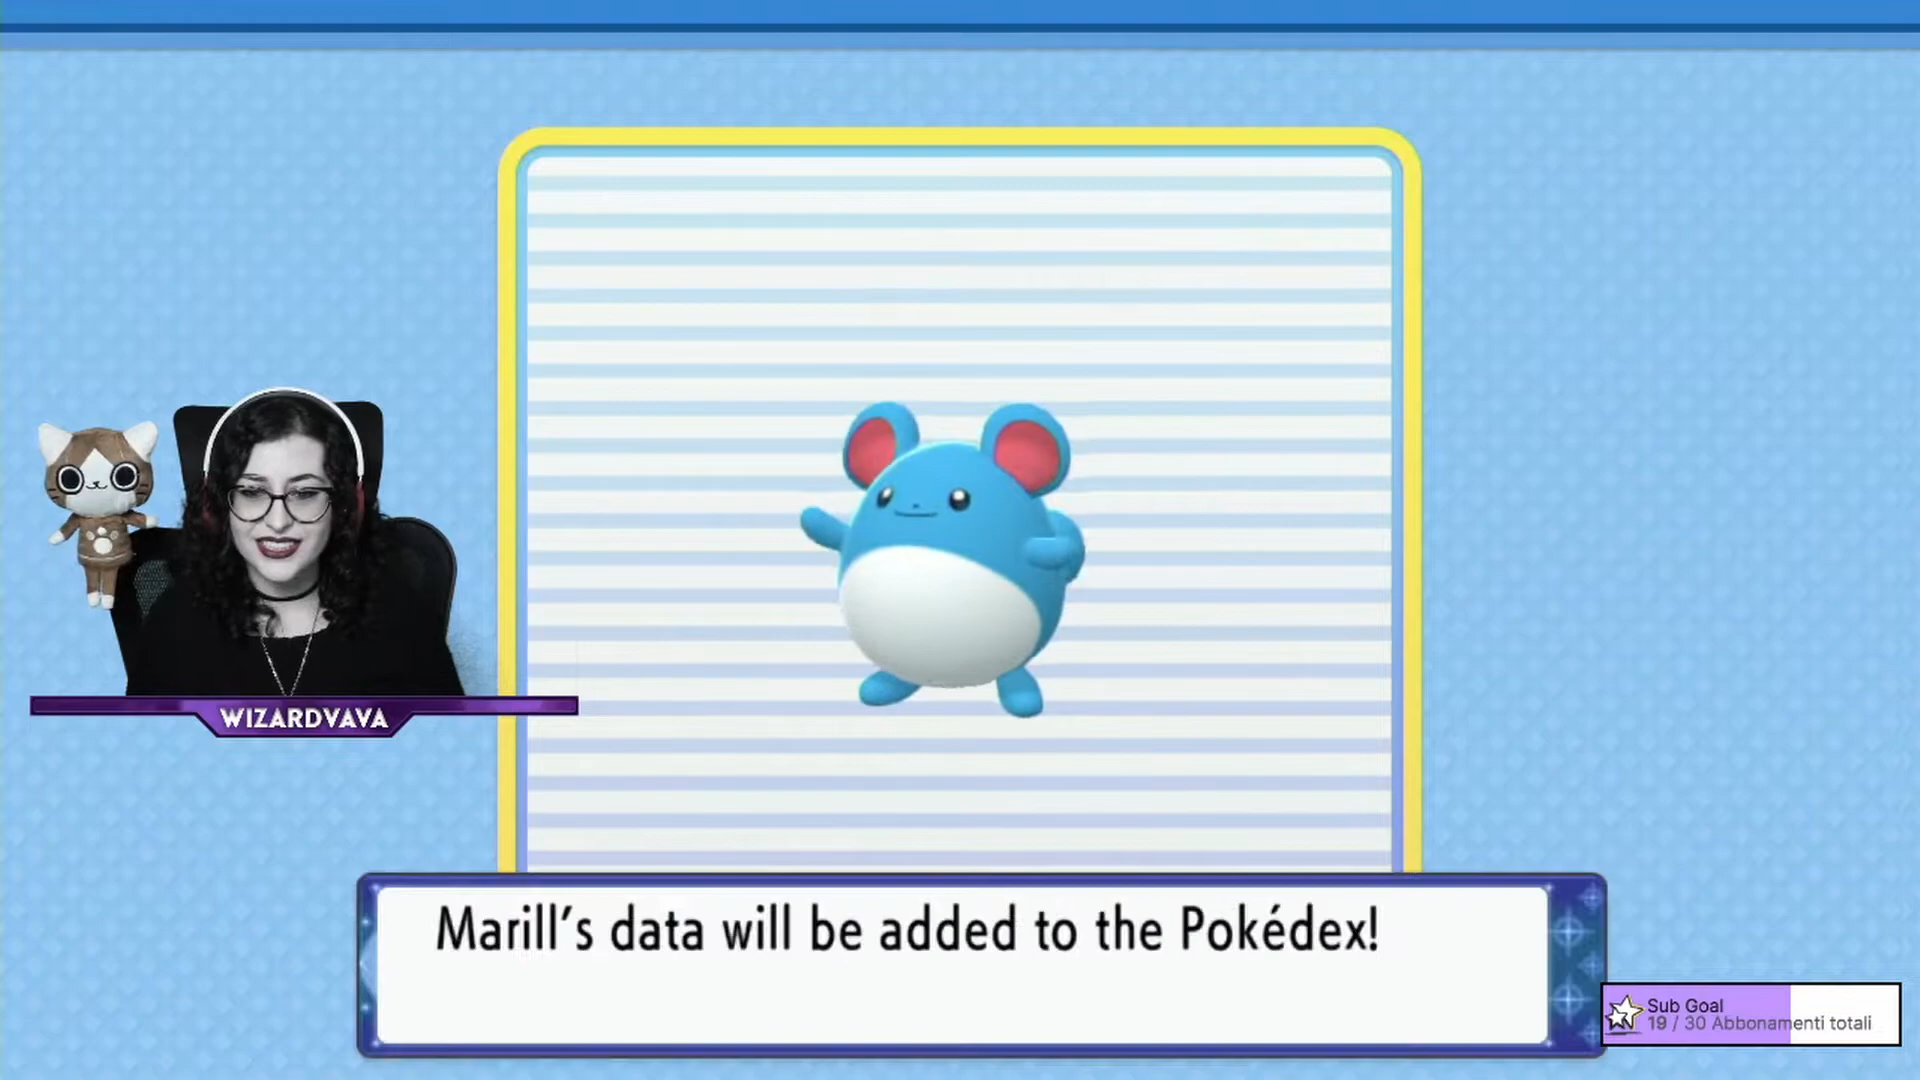 WIZARDVAVA
Marill's data will be added to the Pokédex!
Sub Goal
19 / 30 Abbonamenti totali